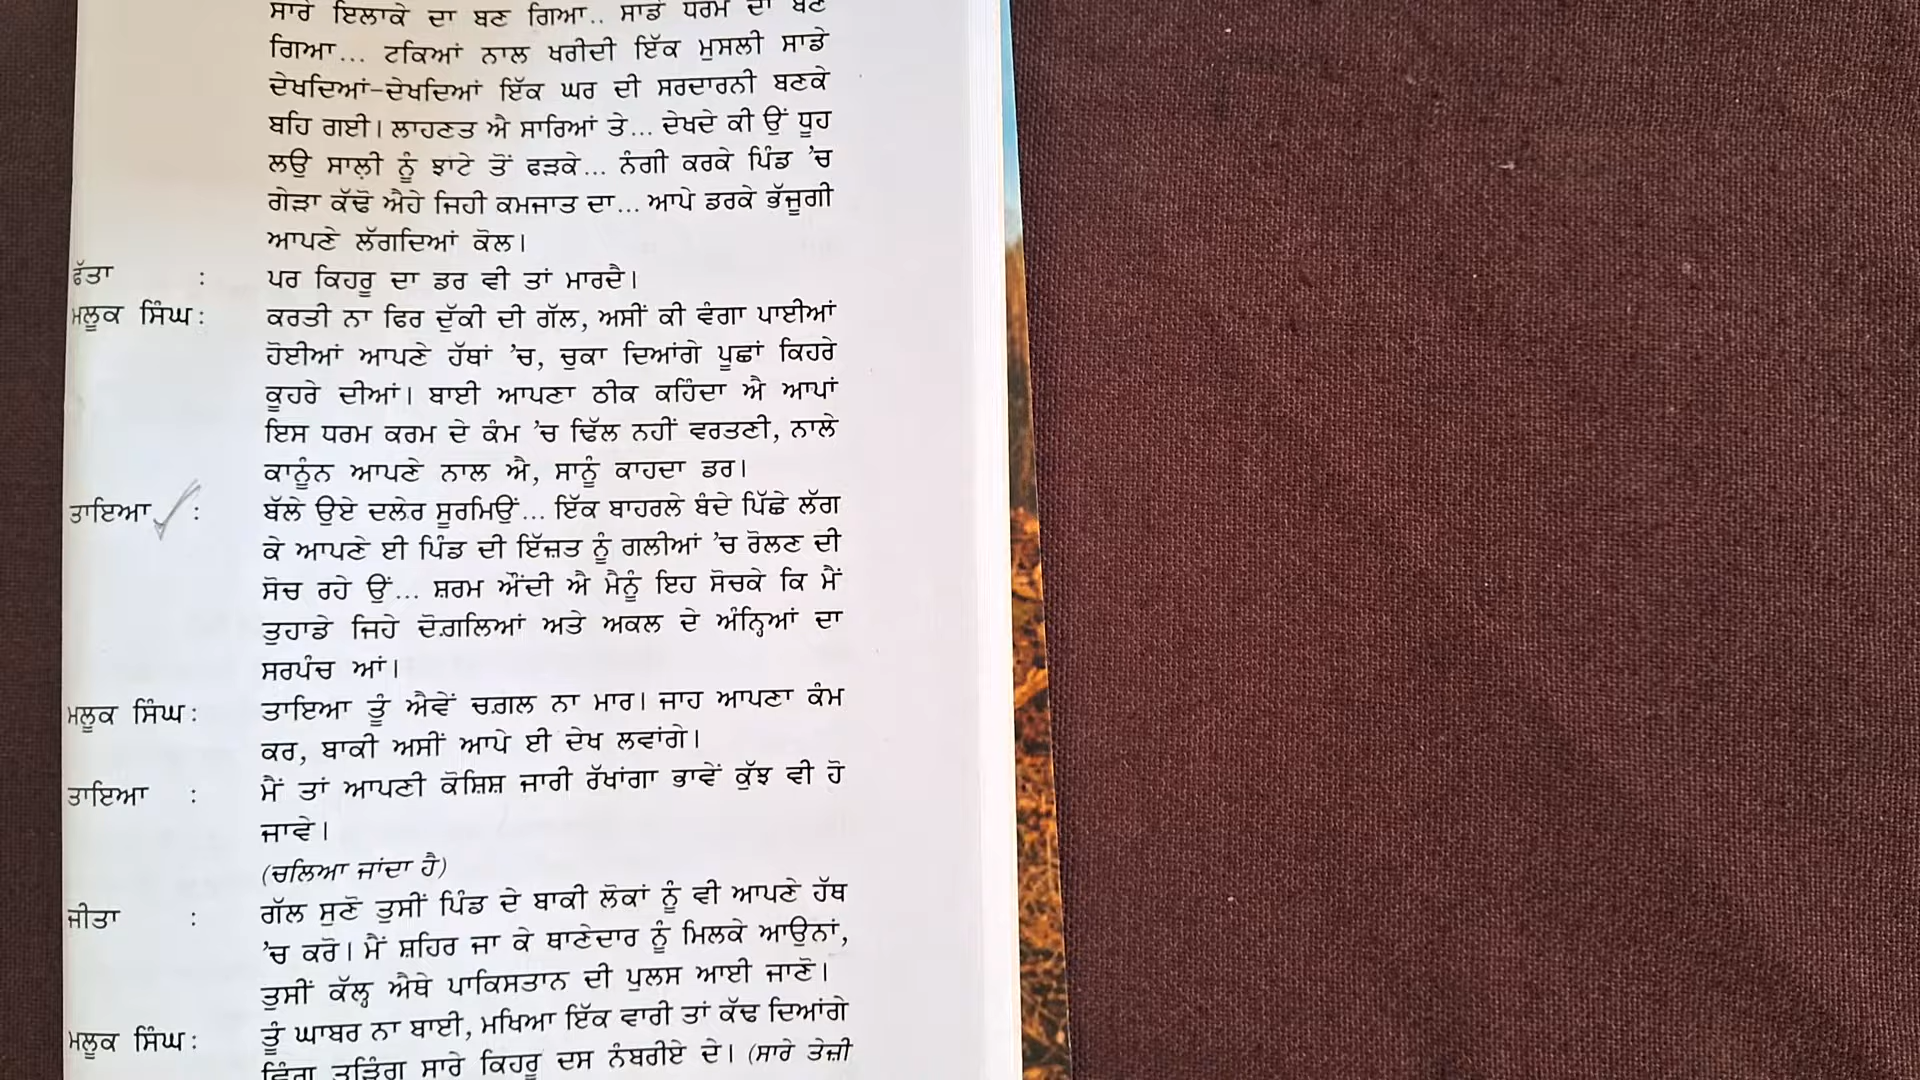 ਸਾਰੇ ਇਲਾਕੇ ਦਾ ਬਣ ਗਿਆ.. ਸਾਡੇ ਧਰਮ ਦਾ ਬਣ
ਗਿਆ... ਟਕਿਆਂ ਨਾਲ ਖਰੀਦੀ ਇੱਕ ਮੁਸਲੀ ਸਾਡੇ
ਦੇਖਦਿਆਂ-ਦੇਖਦਿਆਂ ਇੱਕ ਘਰ ਦੀ ਸਰਦਾਰਨੀ ਬਣਕੇ
ਬਹਿ ਗਈ। ਲਾਹਣਤ ਐ ਸਾਰਿਆਂ ਤੇ... ਦੇਖਦੇ ਕੀ ਉਂ ਧੂਹ
ਲਉ ਸਾਲੀ ਨੂੰ ਝਾਟੇ ਤੋਂ ਫੜਕੇ... ਨੰਗੀ ਕਰਕੇ ਪਿੰਡ 'ਚ
ਗੇੜਾ ਕੱਢੋ ਐਹੇ ਜਿਹੀ ਕਮਜਾਤ ਦਾ... ਆਪੇ ਡਰਕੇ ਭੱਜੂਗੀ
ਆਪਣੇ ਲੱਗਦਿਆਂ ਕੋਲ।
ਫੱਤਾ : ਪਰ ਕਿਹਰੂ ਦਾ ਡਰ ਵੀ ਤਾਂ ਮਾਰਦੈ।
ਮਲੂਕ ਸਿੰਘ : ਕਰਤੀ ਨਾ ਫਿਰ ਦੁੱਕੀ ਦੀ ਗੱਲ, ਅਸੀਂ ਕੀ ਵੰਗਾ ਪਾਈਆਂ
ਹੋਈਆਂ ਆਪਣੇ ਹੱਥਾਂ 'ਚ, ਚੁਕਾ ਦਿਆਂਗੇ ਪੂਛਾਂ ਕਿਹਰੇ
ਕੂਹਰੇ ਦੀਆਂ। ਬਾਈ ਆਪਣਾ ਠੀਕ ਕਹਿੰਦਾ ਐ ਆਪਾਂ
ਇਸ ਧਰਮ ਕਰਮ ਦੇ ਕੰਮ 'ਚ ਢਿੱਲ ਨਹੀਂ ਵਰਤਣੀ, ਨਾਲੇ
ਕਾਨੂੰਨ ਆਪਣੇ ਨਾਲ ਐ, ਸਾਨੂੰ ਕਾਹਦਾ ਡਰ।
ਤਾਇਆ : ਬੱਲੇ ਉਏ ਦਲੇਰ ਸੂਰਮਿਉਂ... ਇੱਕ ਬਾਹਰਲੇ ਬੰਦੇ ਪਿੱਛੇ ਲੱਗ
ਕੇ ਆਪਣੇ ਈ ਪਿੰਡ ਦੀ ਇੱਜ਼ਤ ਨੂੰ ਗਲੀਆਂ 'ਚ ਰੋਲਣ ਦੀ
ਸੋਚ ਰਹੇ ਉਂ... ਸ਼ਰਮ ਔਂਦੀ ਐ ਮੈਨੂੰ ਇਹ ਸੋਚਕੇ ਕਿ ਮੈਂ
ਤੁਹਾਡੇ ਜਿਹੇ ਦੋਗ਼ਲਿਆਂ ਅਤੇ ਅਕਲ ਦੇ ਅੰਨ੍ਹਿਆਂ ਦਾ
ਸਰਪੰਚ ਆਂ।
ਮਲੂਕ ਸਿੰਘ : ਤਾਇਆ ਤੂੰ ਐਵੇਂ ਚਗ਼ਲ ਨਾ ਮਾਰ। ਜਾਹ ਆਪਣਾ ਕੰਮ
ਕਰ, ਬਾਕੀ ਅਸੀਂ ਆਪੇ ਈ ਦੇਖ ਲਵਾਂਗੇ।
ਤਾਇਆ : ਮੈਂ ਤਾਂ ਆਪਣੀ ਕੋਸ਼ਿਸ਼ ਜਾਰੀ ਰੱਖਾਂਗਾ ਭਾਵੇਂ ਕੁੱਝ ਵੀ ਹੋ
ਜਾਵੇ।
(ਚਲਿਆ ਜਾਂਦਾ ਹੈ)
ਜੀਤਾ : ਗੱਲ ਸੁਣੋ ਤੁਸੀਂ ਪਿੰਡ ਦੇ ਬਾਕੀ ਲੋਕਾਂ ਨੂੰ ਵੀ ਆਪਣੇ ਹੱਥ
'ਚ ਕਰੋ। ਮੈਂ ਸ਼ਹਿਰ ਜਾ ਕੇ ਥਾਣੇਦਾਰ ਨੂੰ ਮਿਲਕੇ ਆਉਨਾਂ,
ਤੁਸੀਂ ਕੱਲ੍ਹ ਐਥੇ ਪਾਕਿਸਤਾਨ ਦੀ ਪੁਲਸ ਆਈ ਜਾਣੋ।
ਮਲੂਕ ਸਿੰਘ : ਤੂੰ ਘਾਬਰ ਨਾ ਬਾਈ, ਮਖਿਆ ਇੱਕ ਵਾਰੀ ਤਾਂ ਕੱਢ ਦਿਆਂਗੇ
ਵਿੰਗ ਤੜਿੰਗ ਸਾਰੇ ਕਿਹਰੂ ਦਸ ਨੰਬਰੀਏ ਦੇ। (ਸਾਰੇ ਤੇਜ਼ੀ